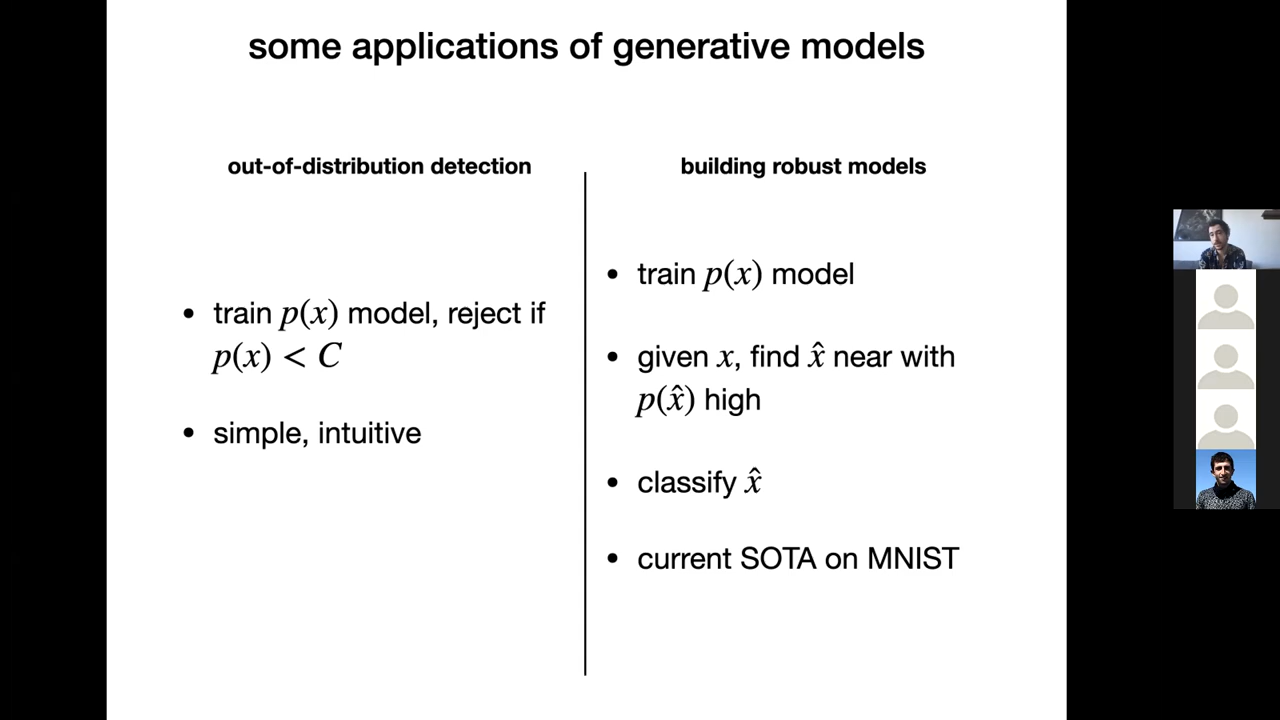 some applications of generative models
out-of-distribution detection
• train p(x) model, reject if
p(x) < C
• simple, intuitive
building robust models
• train p(x) model
• given x, find x̂ near with
p(x̂) high
• classify x̂
• current SOTA on MNIST